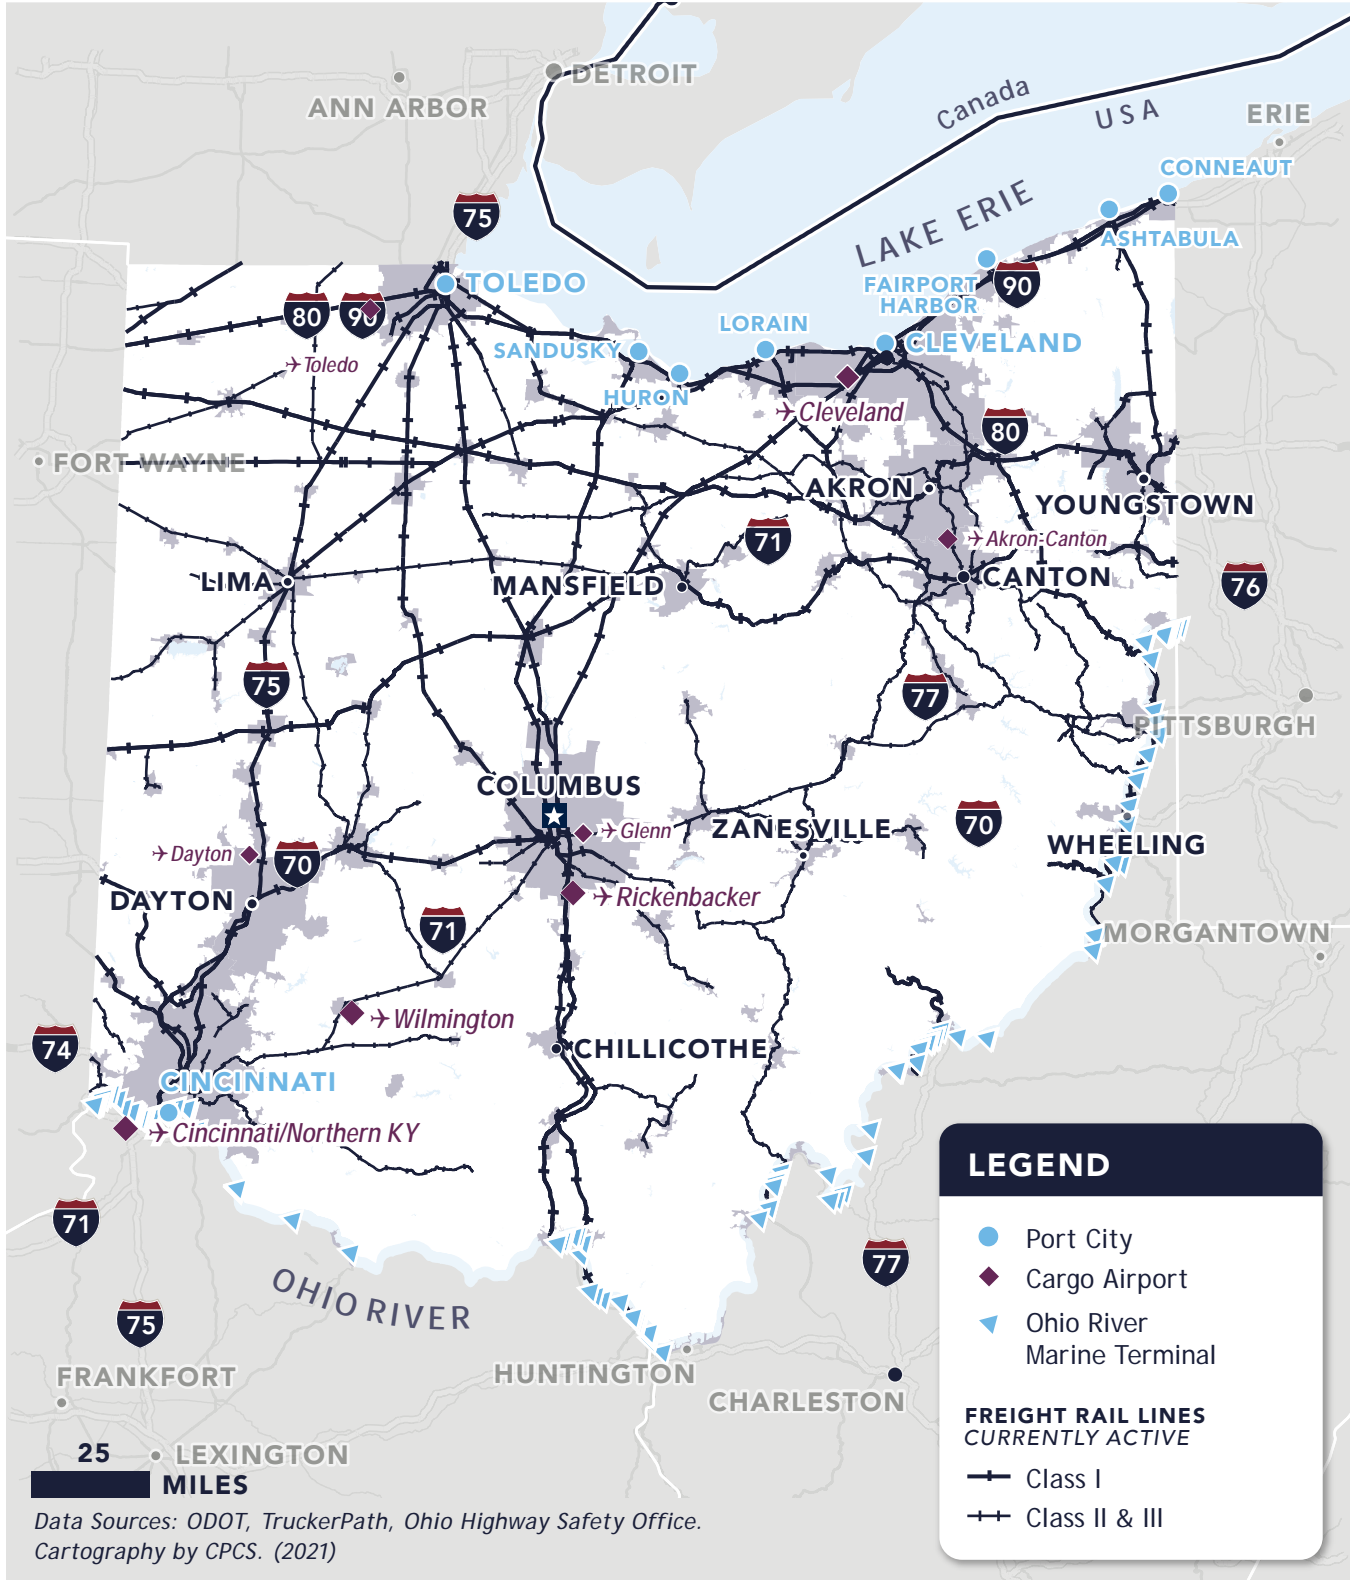 DETROIT
ANN ARBOR
Canada
USA
ERIE
CONNEAUT
75
LAKE ERIE
ASHTABULA
TOLEDO
FAIRPORT
HARBOR
90
80
90
LORAIN
SANDUSKY
CLEVELAND
Toledo
HURON
Cleveland
80
FORT WAYNE
AKRON
YOUNGSTOWN
71
Akron-Canton
LIMA
MANSFIELD
CANTON
76
75
77
PITTSBURGH
COLUMBUS
Glenn
ZANESVILLE
70
WHEELING
Dayton
70
DAYTON
Rickenbacker
71
MORGANTOWN
Wilmington
74
CHILLICOTHE
CINCINNATI
Cincinnati/Northern KY
71
OHIO RIVER
77
75
FRANKFORT
HUNTINGTON
CHARLESTON
LEXINGTON
25
MILES
Data Sources: ODOT, TruckerPath, Ohio Highway Safety Office.
Cartography by CPCS. (2021)
LEGEND
Port City
Cargo Airport
Ohio River
Marine Terminal
FREIGHT RAIL LINES
CURRENTLY ACTIVE
Class I
Class II & III